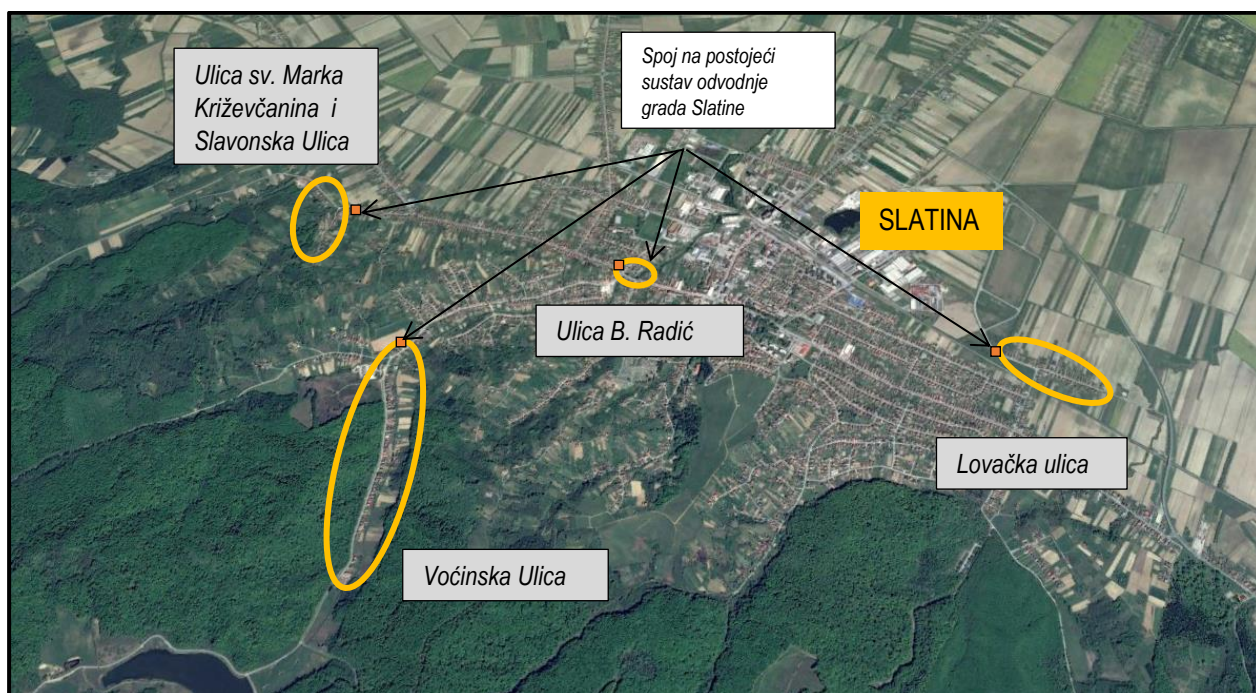 Ulica sv. Marka
Križevčanina i
Slavonska Ulica
Spoj na postojeći
sustav odvodnje
grada Slatine
SLATINA
Ulica B. Radić
Lovačka ulica
Voćinska Ulica